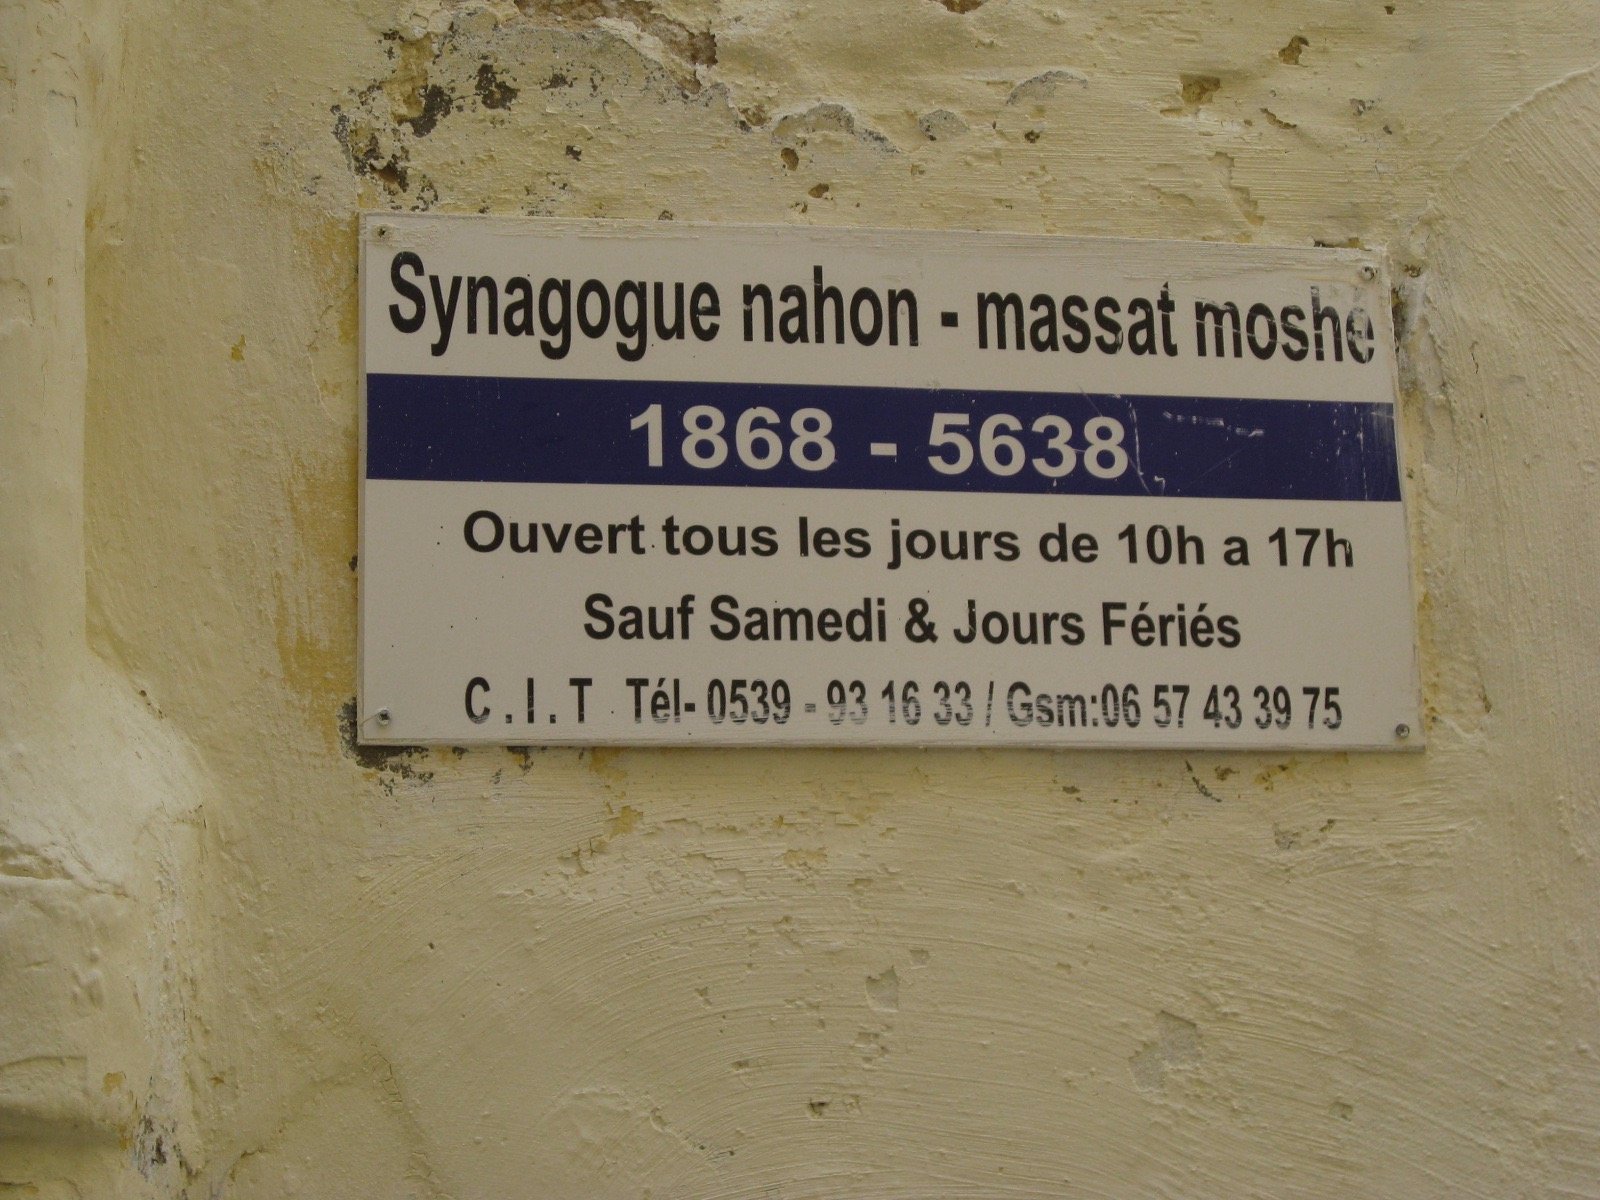 Synagogue nahon - massat moshé
1868 - 5638
Ouvert tous les jours de 10h a 17h
Sauf Samedi & Jours Fériés
C . I . T Tél- 0539 - 93 16 33 / Gsm:06 57 43 39 75